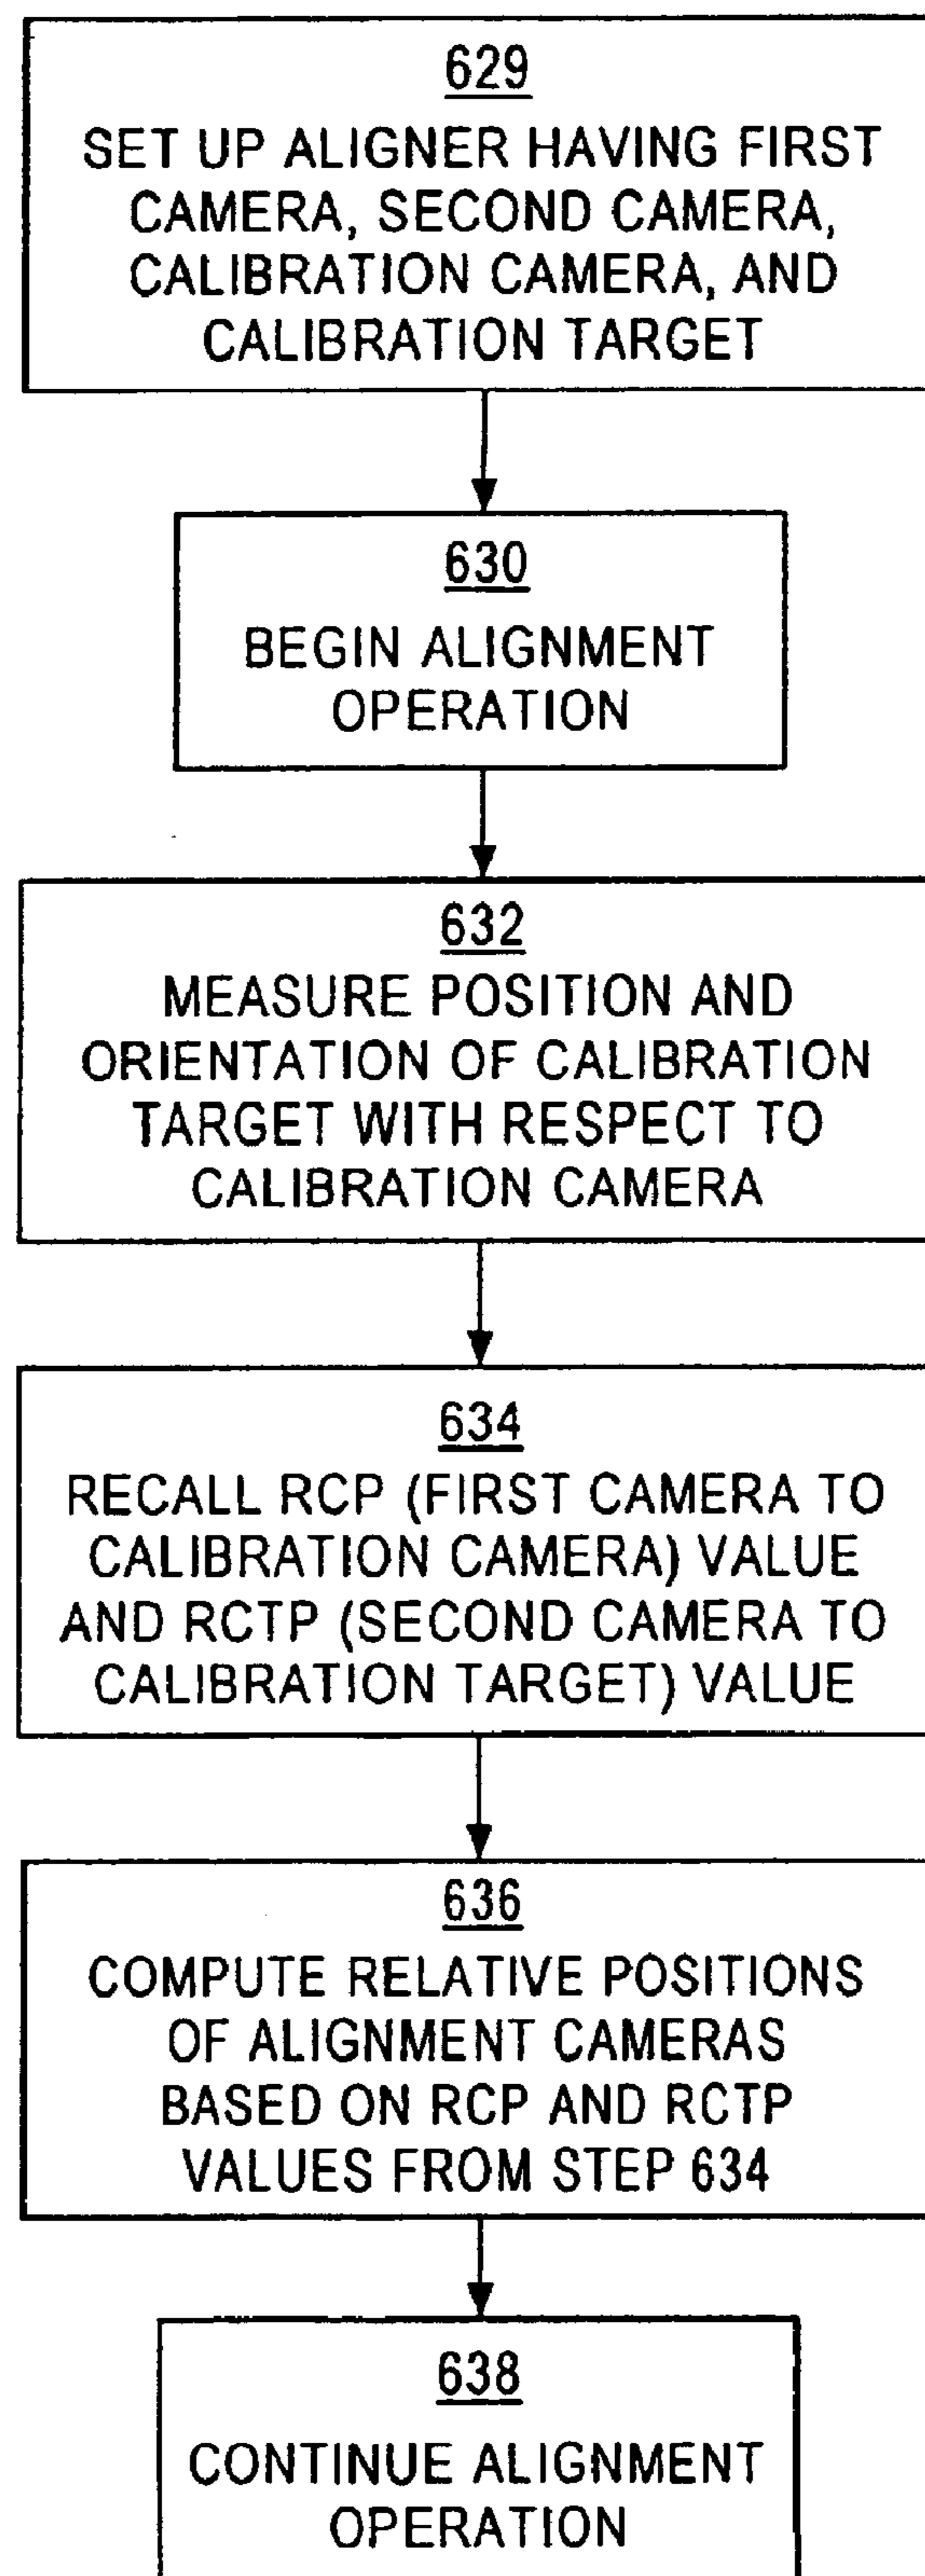 629
SET UP ALIGNER HAVING FIRST
CAMERA, SECOND CAMERA,
CALIBRATION CAMERA, AND
CALIBRATION TARGET
630
BEGIN ALIGNMENT
OPERATION
632
MEASURE POSITION AND
ORIENTATION OF CALIBRATION
TARGET WITH RESPECT TO
CALIBRATION CAMERA
634
RECALL RCP (FIRST CAMERA TO
CALIBRATION CAMERA) VALUE
AND RCTP (SECOND CAMERA TO
CALIBRATION TARGET) VALUE
636
COMPUTE RELATIVE POSITIONS
OF ALIGNMENT CAMERAS
BASED ON RCP AND RCTP
VALUES FROM STEP 634
638
CONTINUE ALIGNMENT
OPERATION